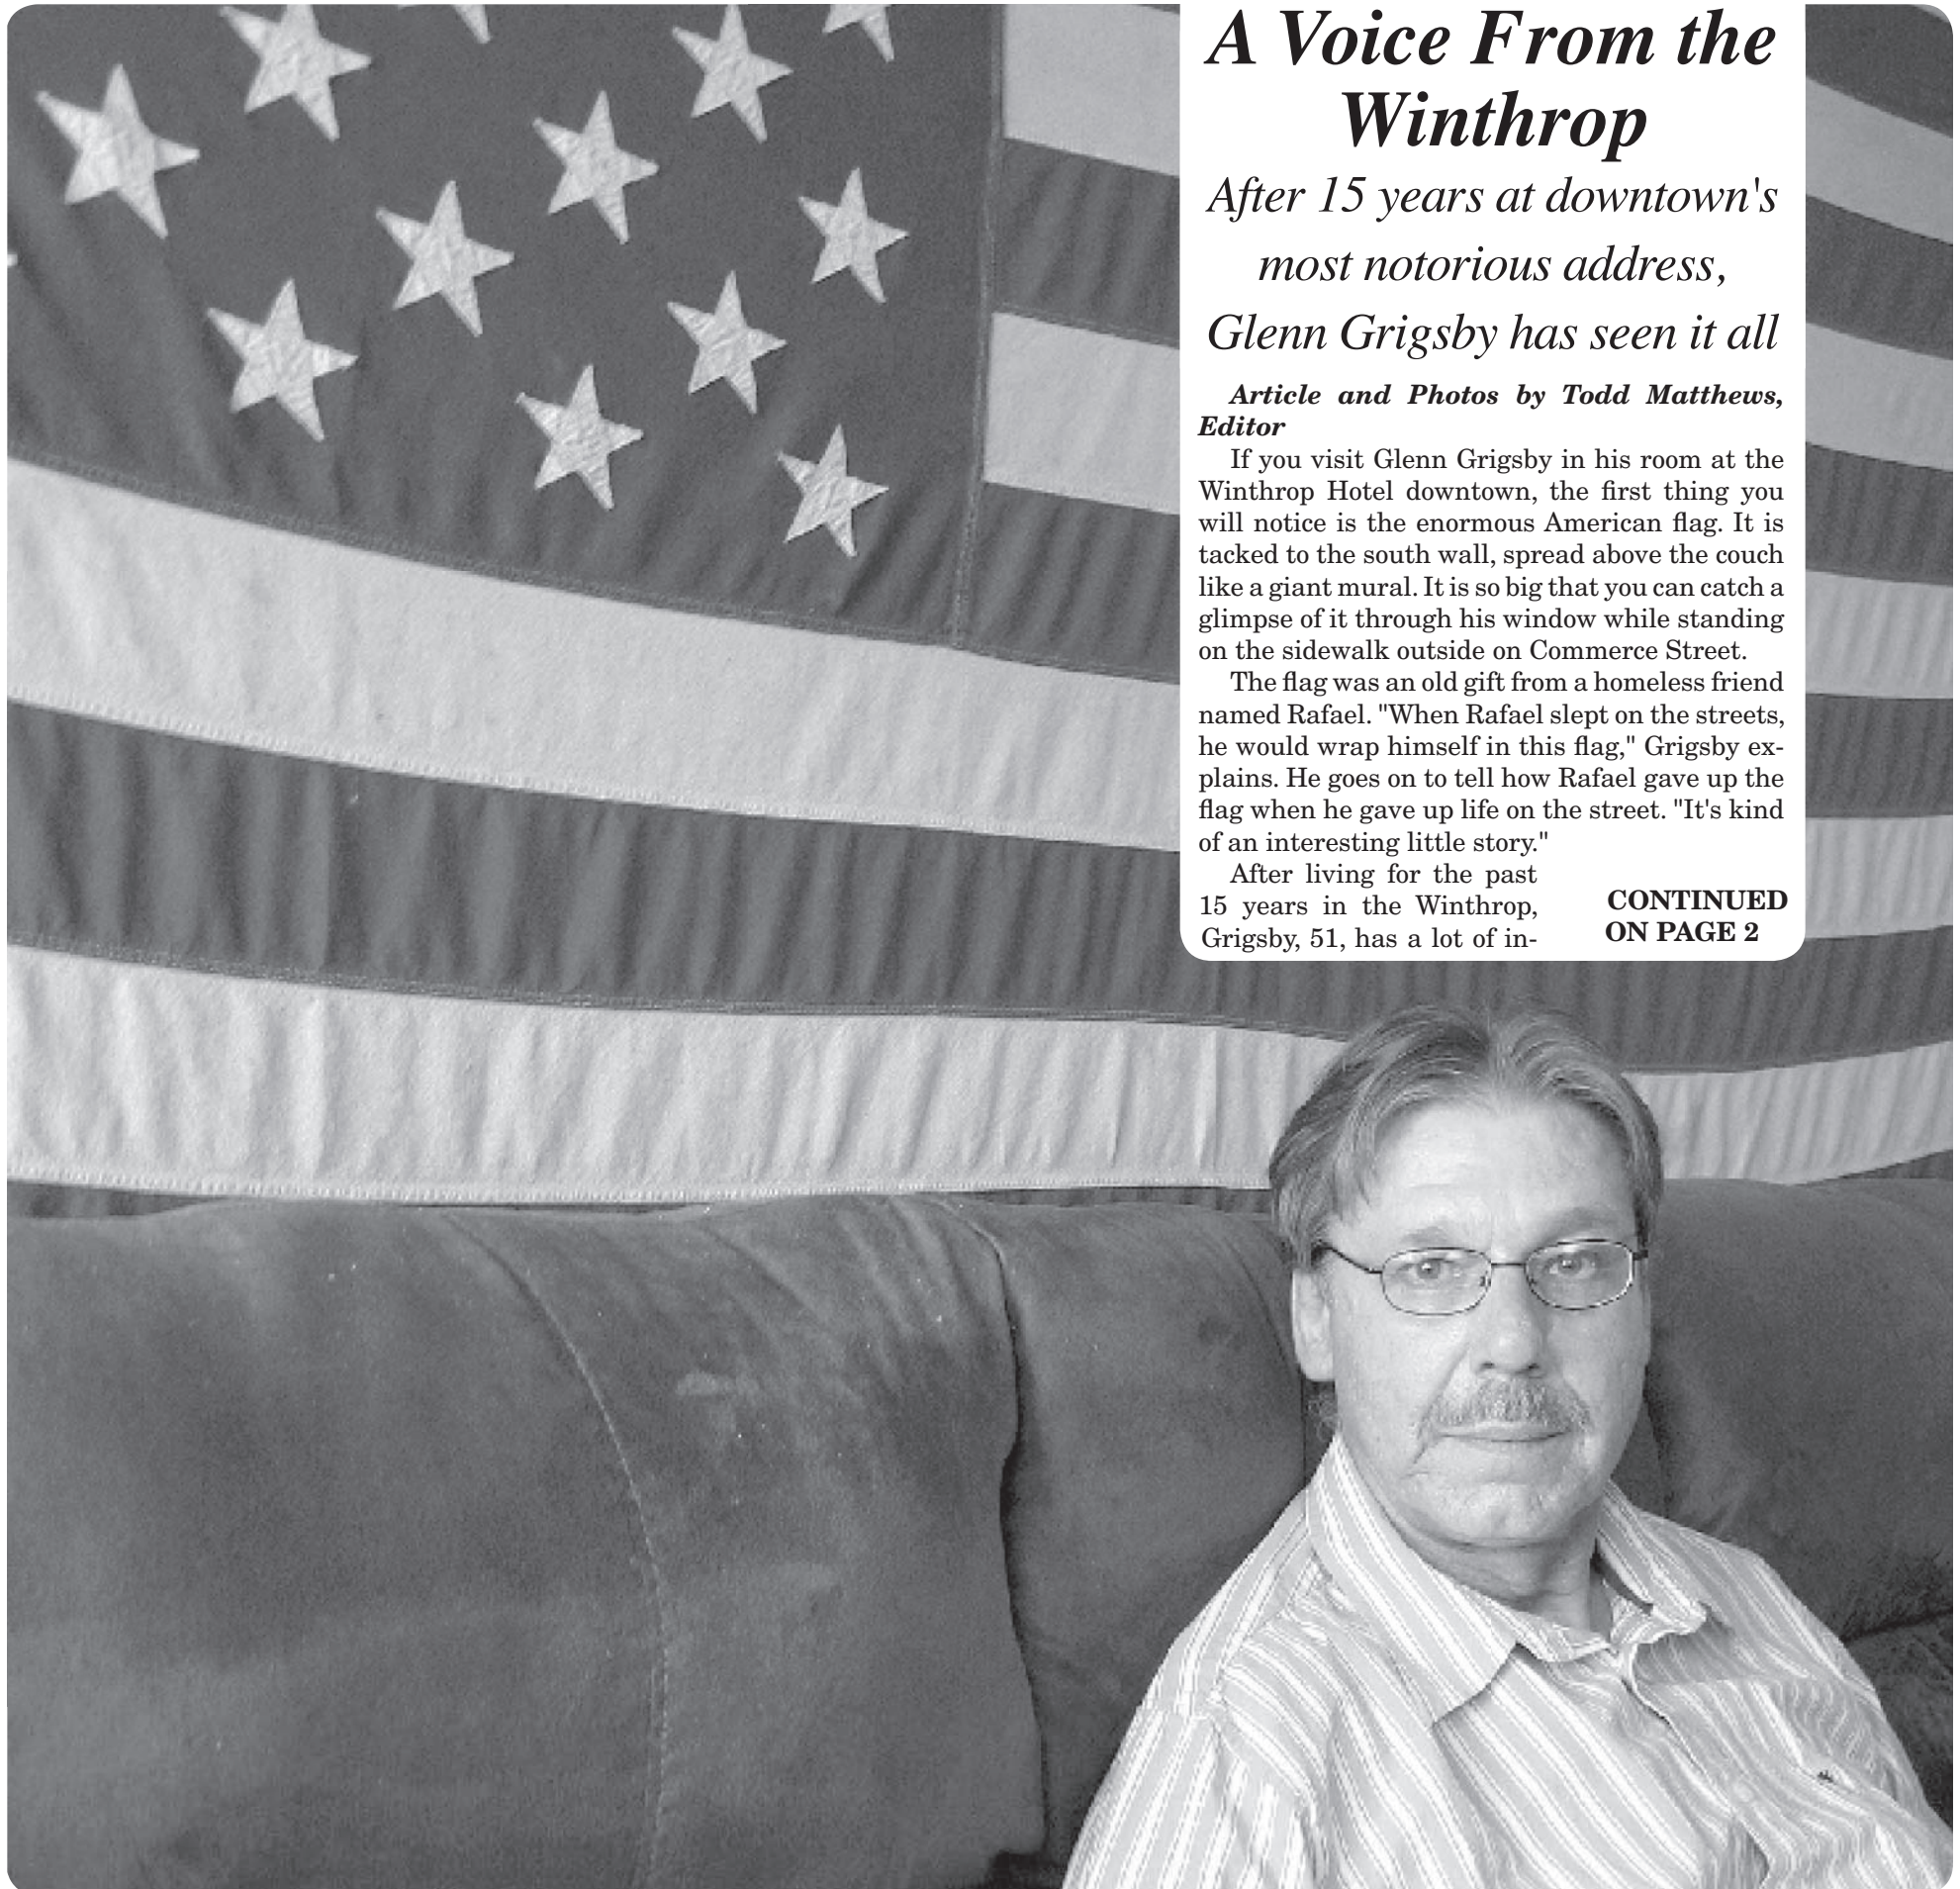 A Voice From the
Winthrop
After 15 years at downtown's
most notorious address,
Glenn Grigsby has seen it all
Article and Photos by Todd Matthews,
Editor
If you visit Glenn Grigsby in his room at the
Winthrop Hotel downtown, the first thing you
will notice is the enormous American flag. It is
tacked to the south wall, spread above the couch
like a giant mural. It is so big that you can catch a
glimpse of it through his window while standing
on the sidewalk outside on Commerce Street.
The flag was an old gift from a homeless friend
named Rafael. "When Rafael slept on the streets,
he would wrap himself in this flag," Grigsby ex-
plains. He goes on to tell how Rafael gave up the
flag when he gave up life on the street. "It's kind
of an interesting little story."
After living for the past
15 years in the Winthrop,
Grigsby, 51, has a lot of in-
CONTINUED
ON PAGE 2